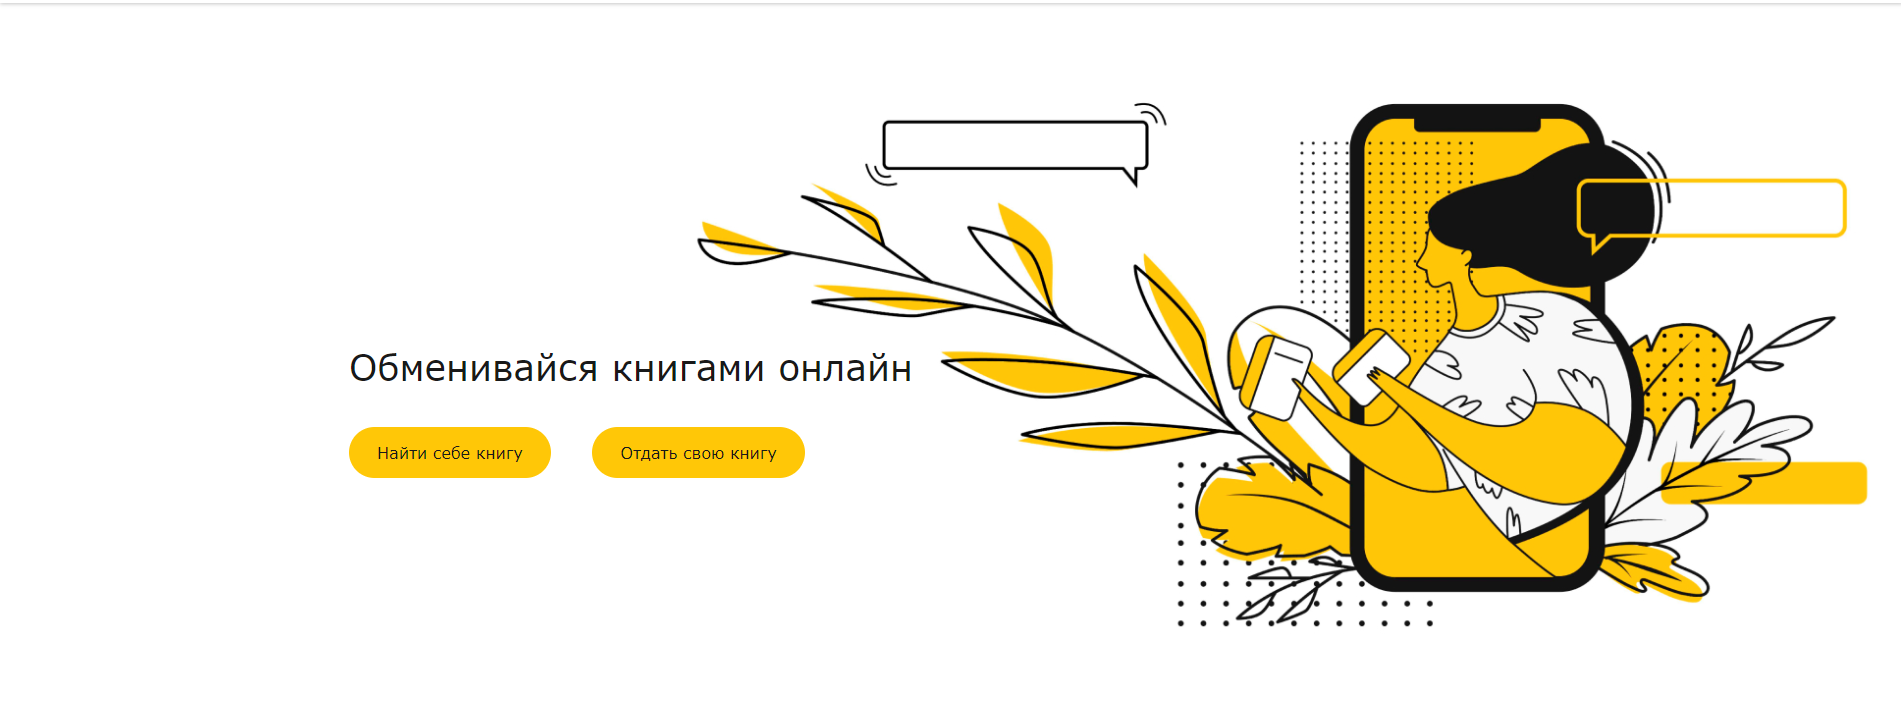 Обменивайся книгами онлайн
Найти себе книгу
Отдать свою книгу